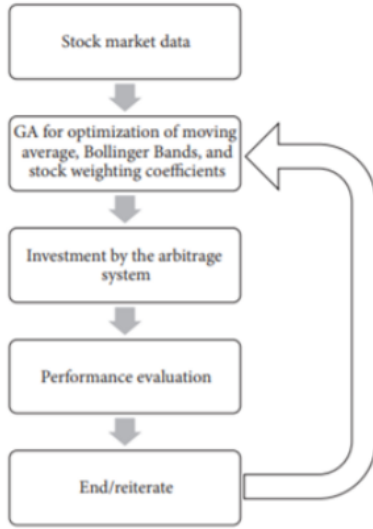 Stock market data
GA for optimization of moving
average, Bollinger Bands, and
stock weighting coefficients
Investment by the arbitrage
system
Performance evaluation
End/reiterate